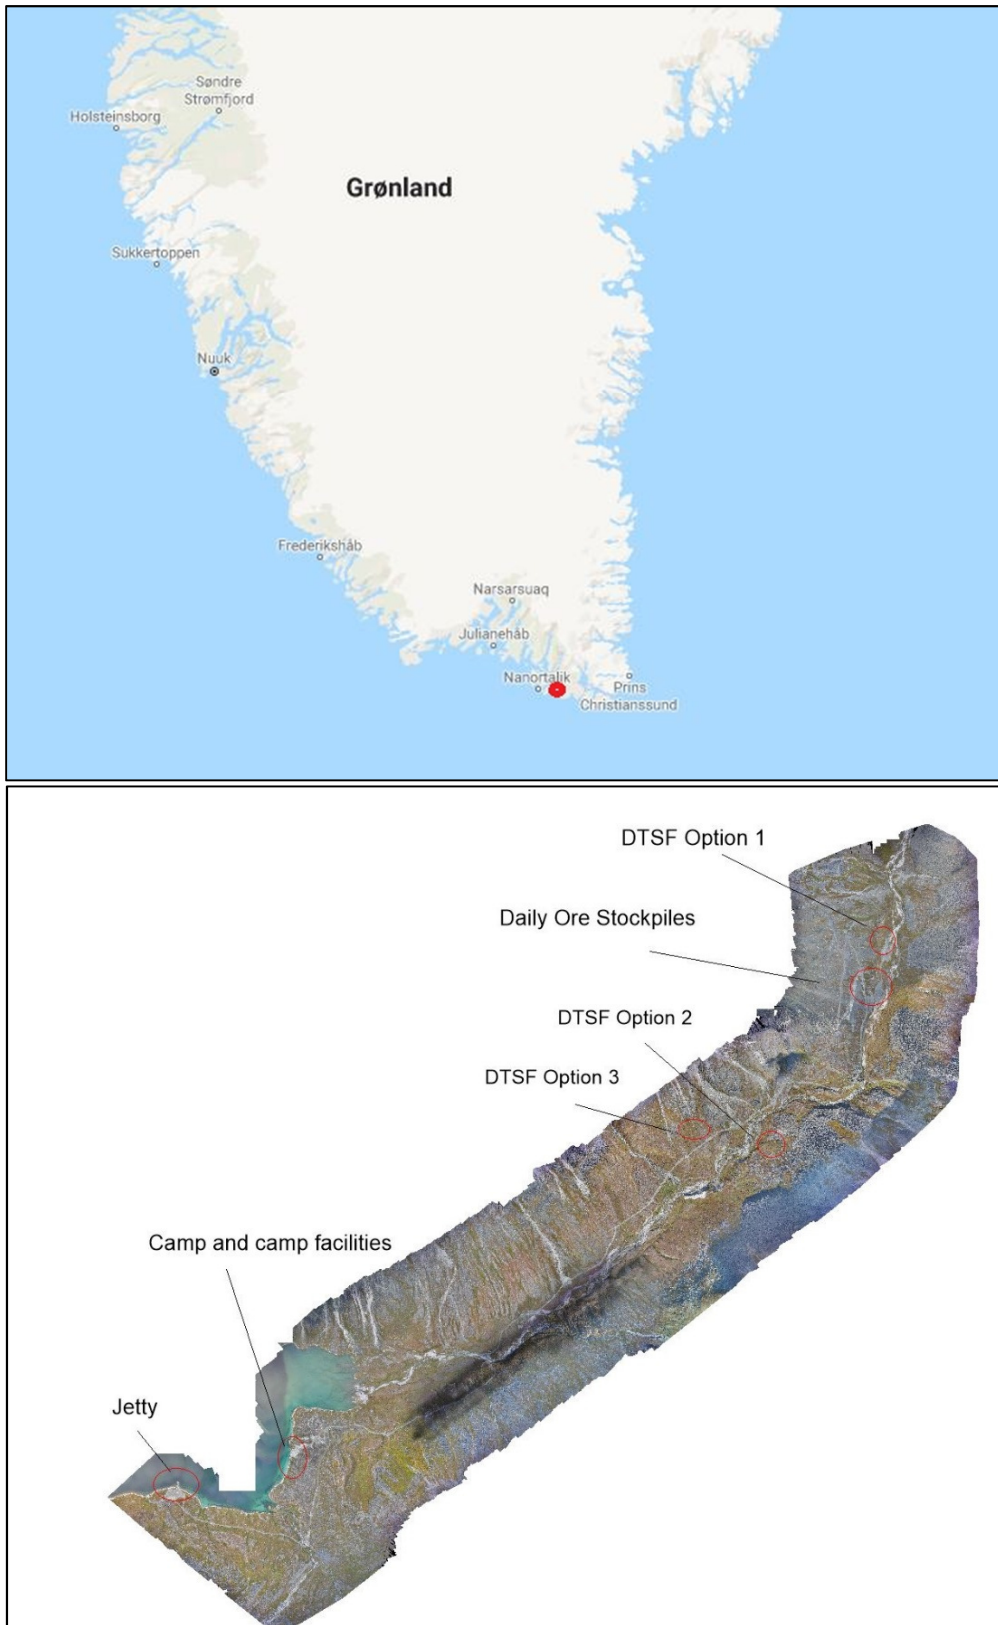 Søndre
Strømfjord
Holsteinsborg
Grønland
Sukkertoppen
Nuuk
Frederikshåb
Narsarsuaq
Julianehåb
Nanortalik
Prins
Christianssund
DTSF Option 1
Daily Ore Stockpiles
DTSF Option 2
DTSF Option 3
Camp and camp facilities
Jetty